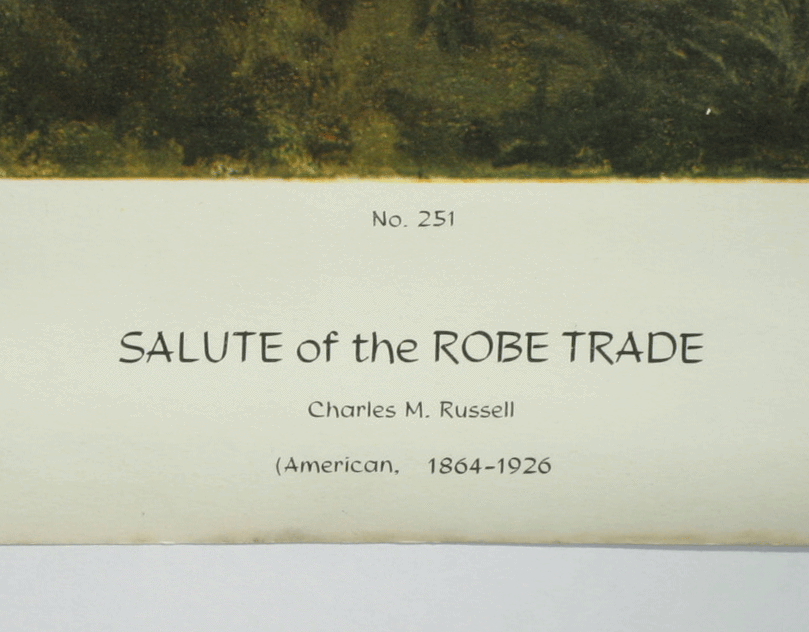 No. 251
SALUTE of the ROBE TRADE
Charles M. Russell
(American, 1864-1926